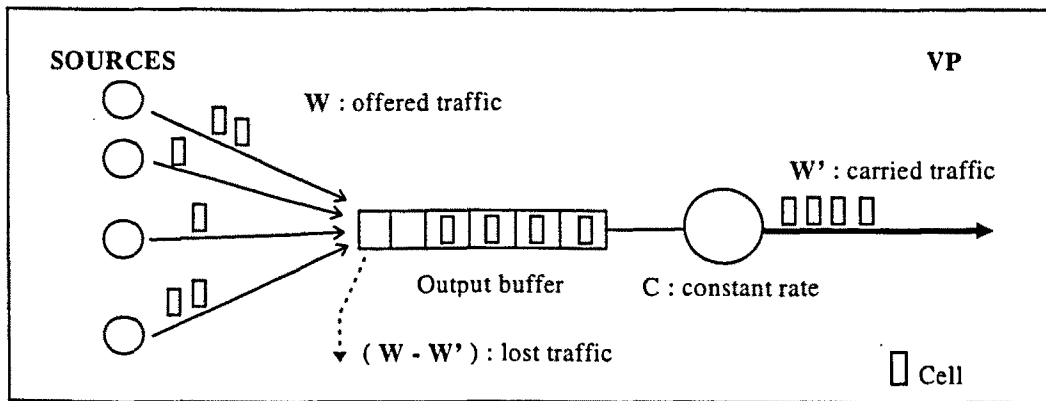 SOURCES
VP
W : offered traffic
W' : carried traffic
Output buffer
C : constant rate
( W - W' ) : lost traffic
Cell